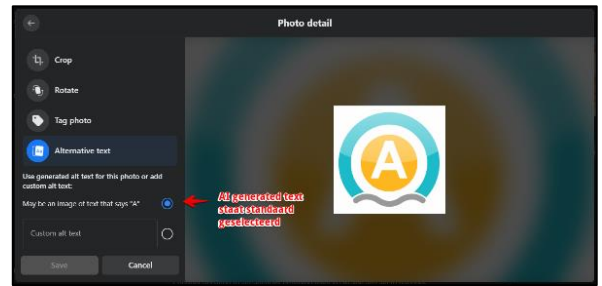 Photo detail
Crop
Rotate
Tag photo
Alternative text
Use generated alt text for this photo or add
custom alt text:
May be an image of text that says "A"
Custom alt text
Save
Cancel
AI generated text
staat standaard
geselecteerd
A